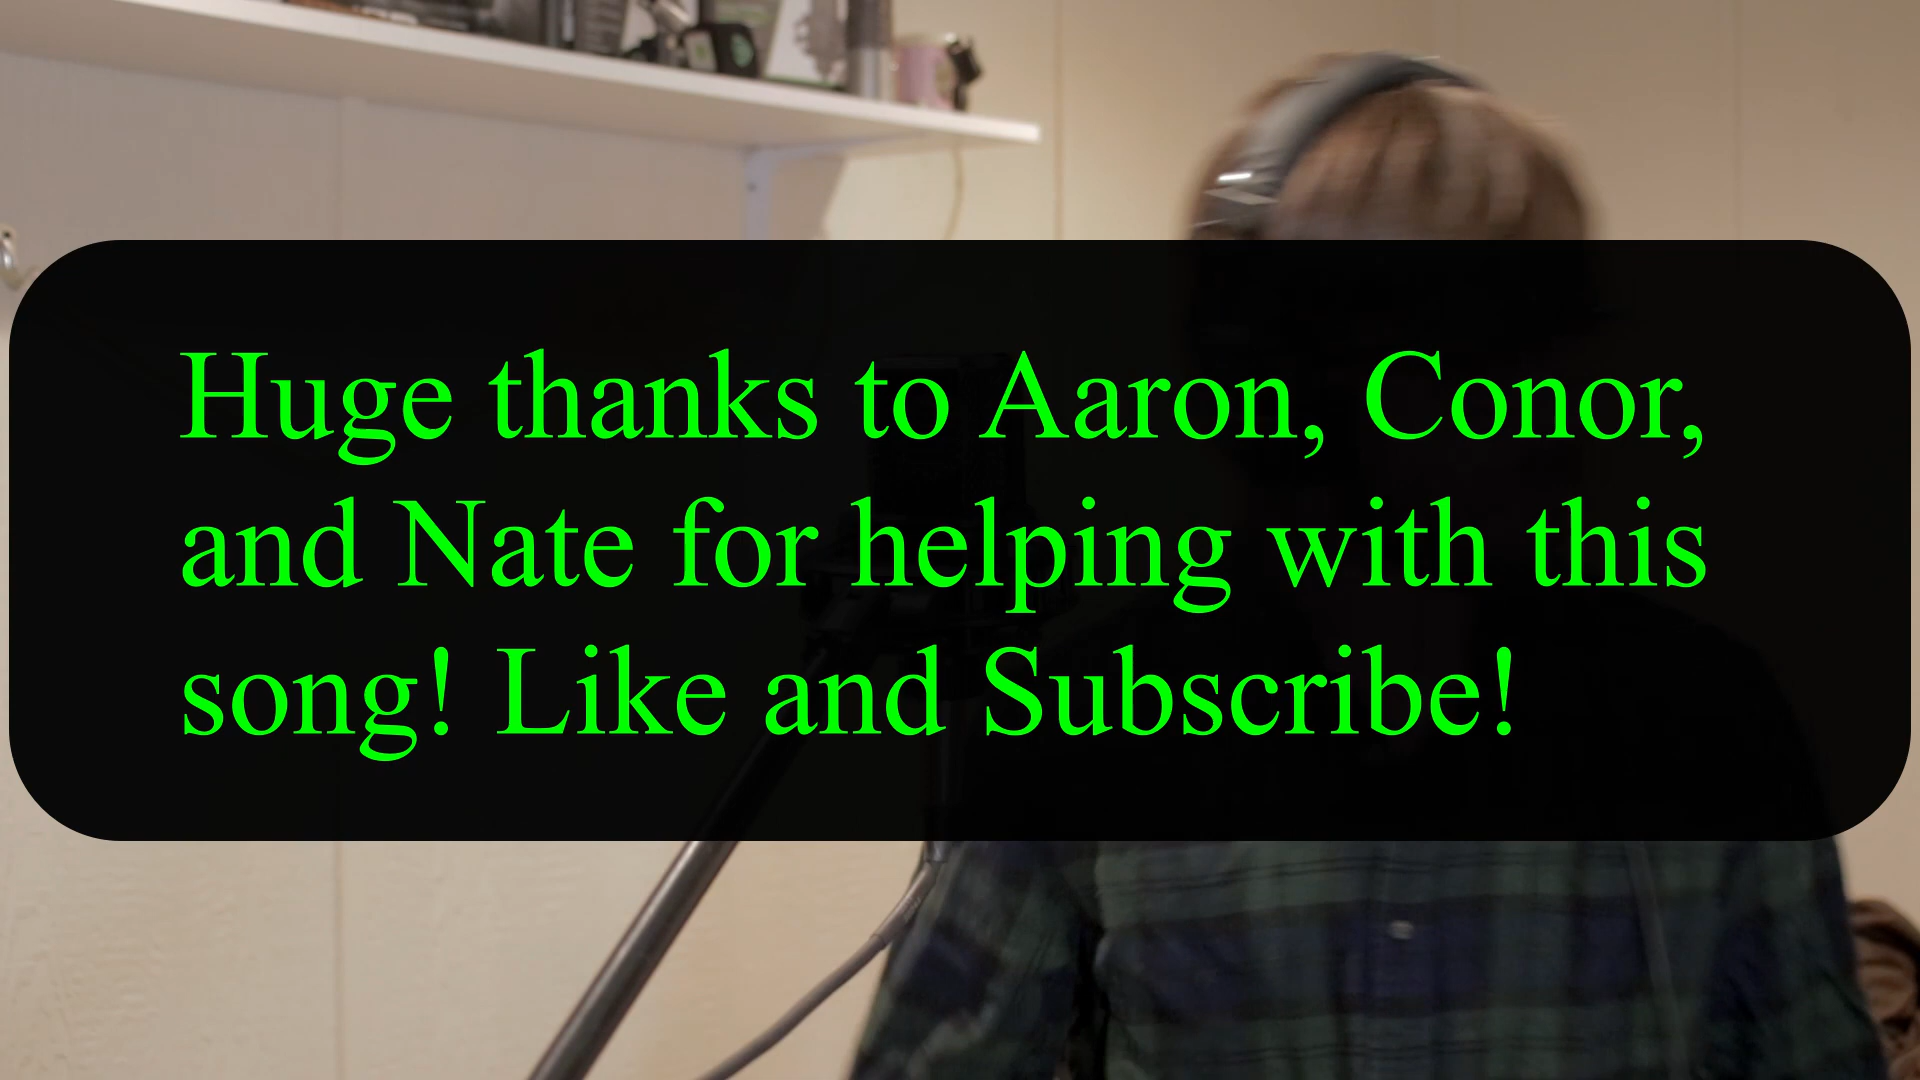 Huge thanks to Aaron, Conor,
and Nate for helping with this
song! Like and Subscribe!